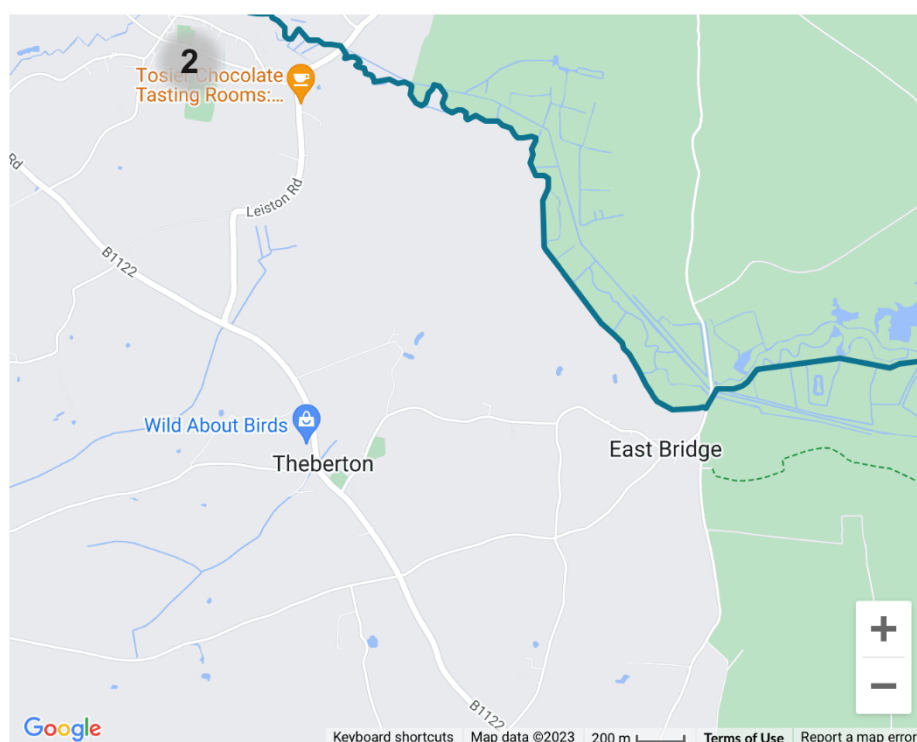 2
Tosier Chocolate
Tasting Rooms:...
Rd
Leiston Rd
B1122
Wild About Birds
Theberton
East Bridge
B1122
+
−
Google
Keyboard shortcuts
Map data ©2023
200 m
Terms of Use
Report a map error